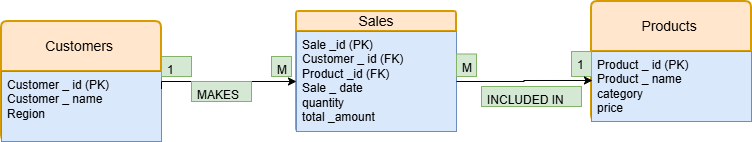 Customers
Customer _ id (PK)
Customer _ name
Region
1
MAKES
M
Sales
Sale _id (PK)
Customer _ id (FK)
Product _id (FK)
Sale _ date
quantity
total _amount
M
INCLUDED IN
1
Products
Product _ id (PK)
Product _ name
category
price